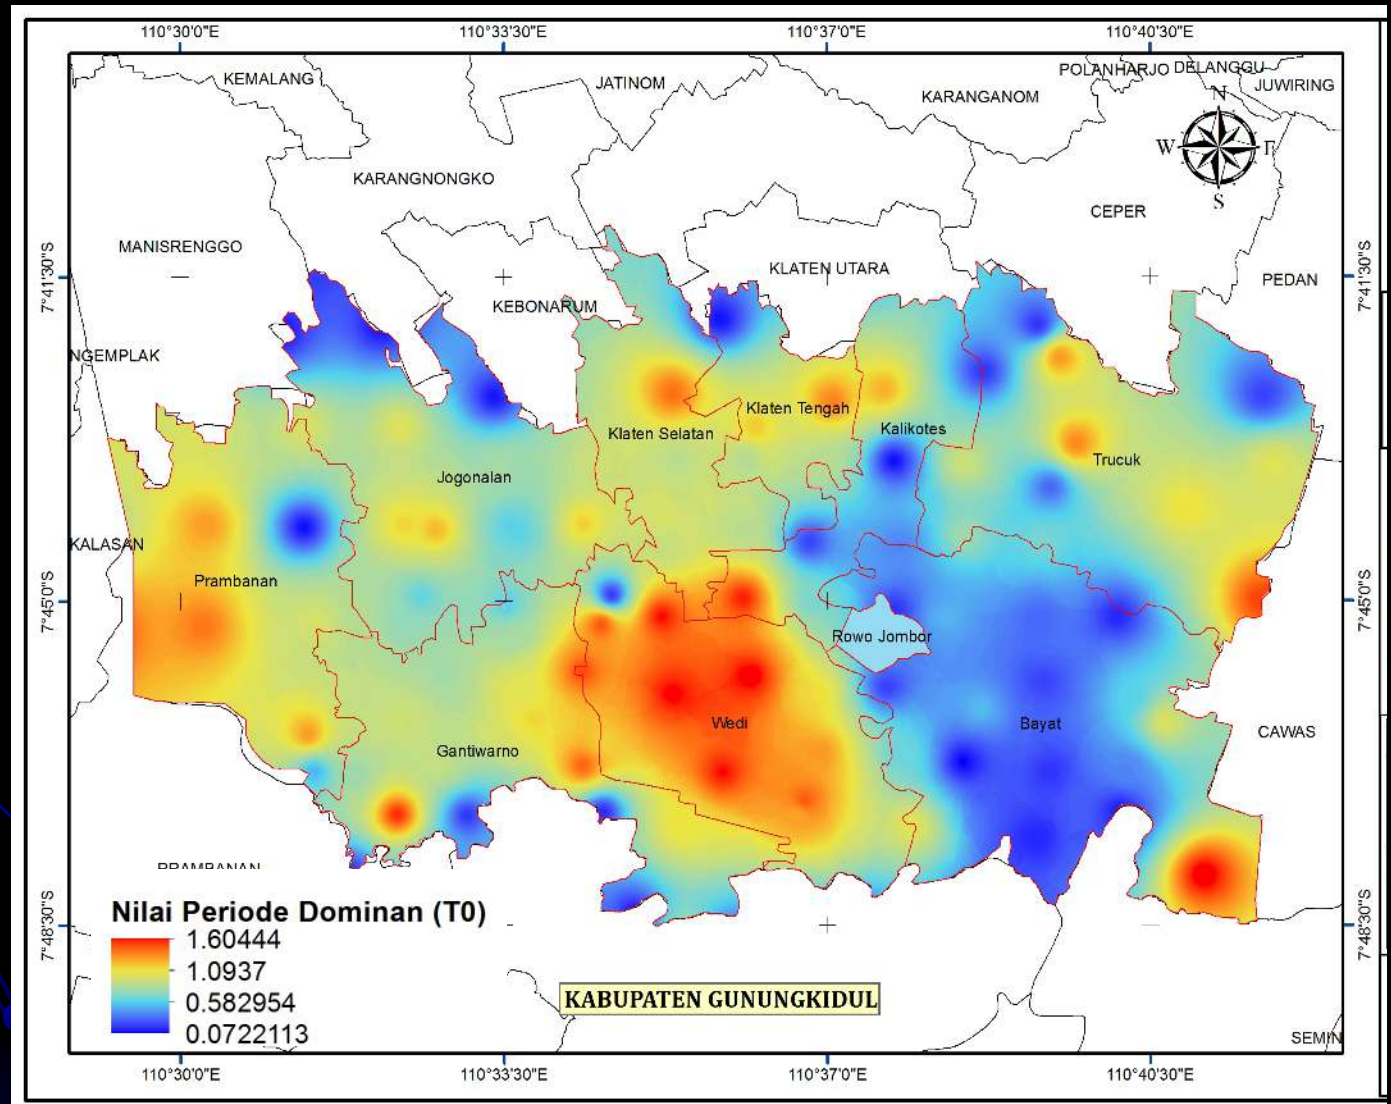 110°30'0"E
110°33'30"E
110°37'0"E
110°40'30"E
KEMALANG
JATINOM
POLANHARJO
DELANGGU
JUWIRING
KARANGANOM
N
W
E
S
KARANGNONGKO
CEPER
MANISRENGGO
KLATEN UTARA
7°41'30"S
7°41'30"S
PEDAN
KEBONARUM
NGEMPLAK
Klaten Tengah
Klaten Selatan
Kalikotes
Trucuk
Jogonalan
KALASAN
Prambanan
7°45'0"S
7°45'0"S
Rowo Jombor
Wedi
Bayat
CAWAS
Gantiwarno
PRAMBANAN
Nilai Periode Dominan (T0)
1.60444
1.0937
0.582954
0.0722113
7°48'30"S
7°48'30"S
KABUPATEN GUNUNGKIDUL
SEMIN
110°30'0"E
110°33'30"E
110°37'0"E
110°40'30"E